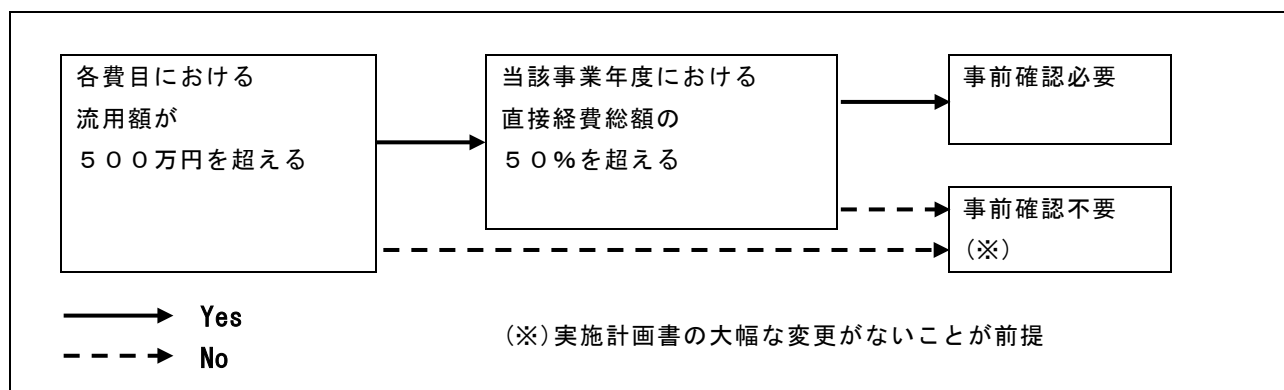 各費目における
流用額が
５００万円を超える
当該事業年度における
直接経費総額の
５０％を超える
事前確認必要
事前確認不要
(※)
Yes
No
(※)実施計画書の大幅な変更がないことが前提